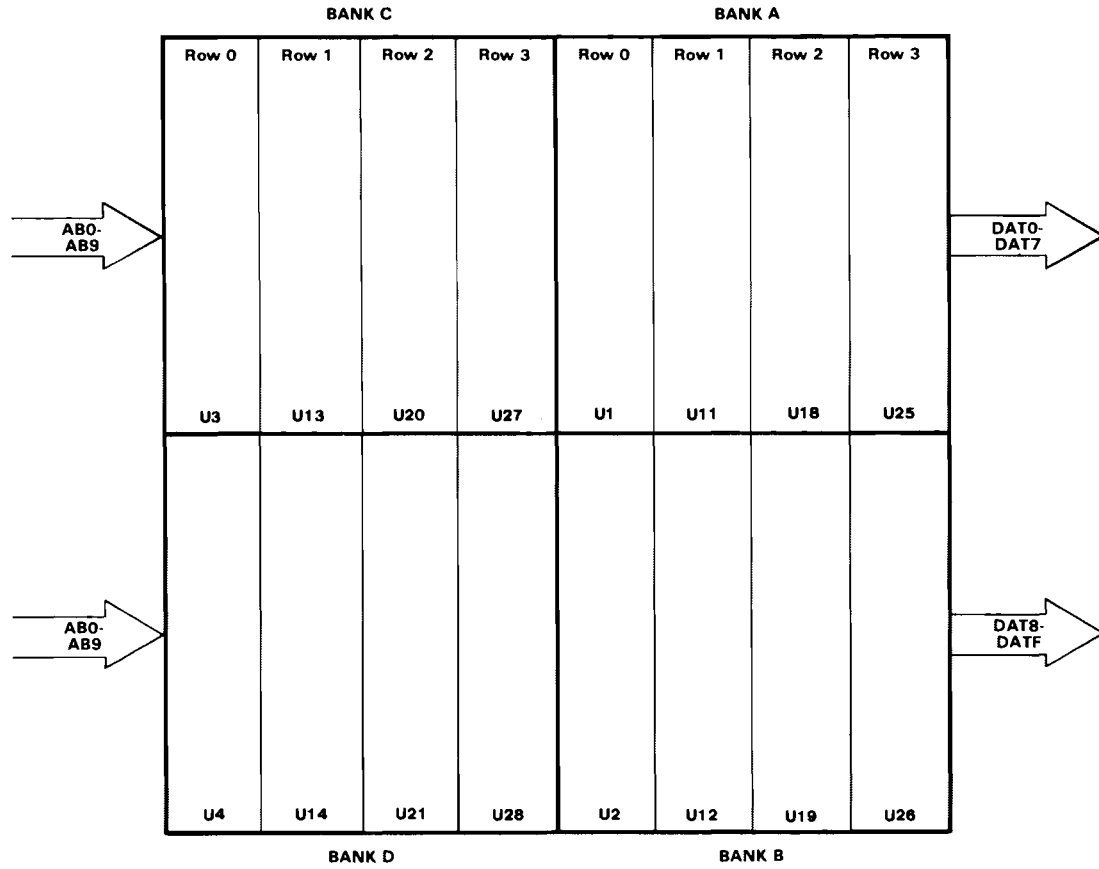 BANK C BANK A
Row 0 Row 1 Row 2 Row 3 Row 0 Row 1 Row 2 Row 3
AB0-
AB9
DAT0-
DAT7
U3 U13 U20 U27 U1 U11 U18 U25
AB0-
AB9
DAT8-
DATF
U4 U14 U21 U28 U2 U12 U19 U26
BANK D BANK B